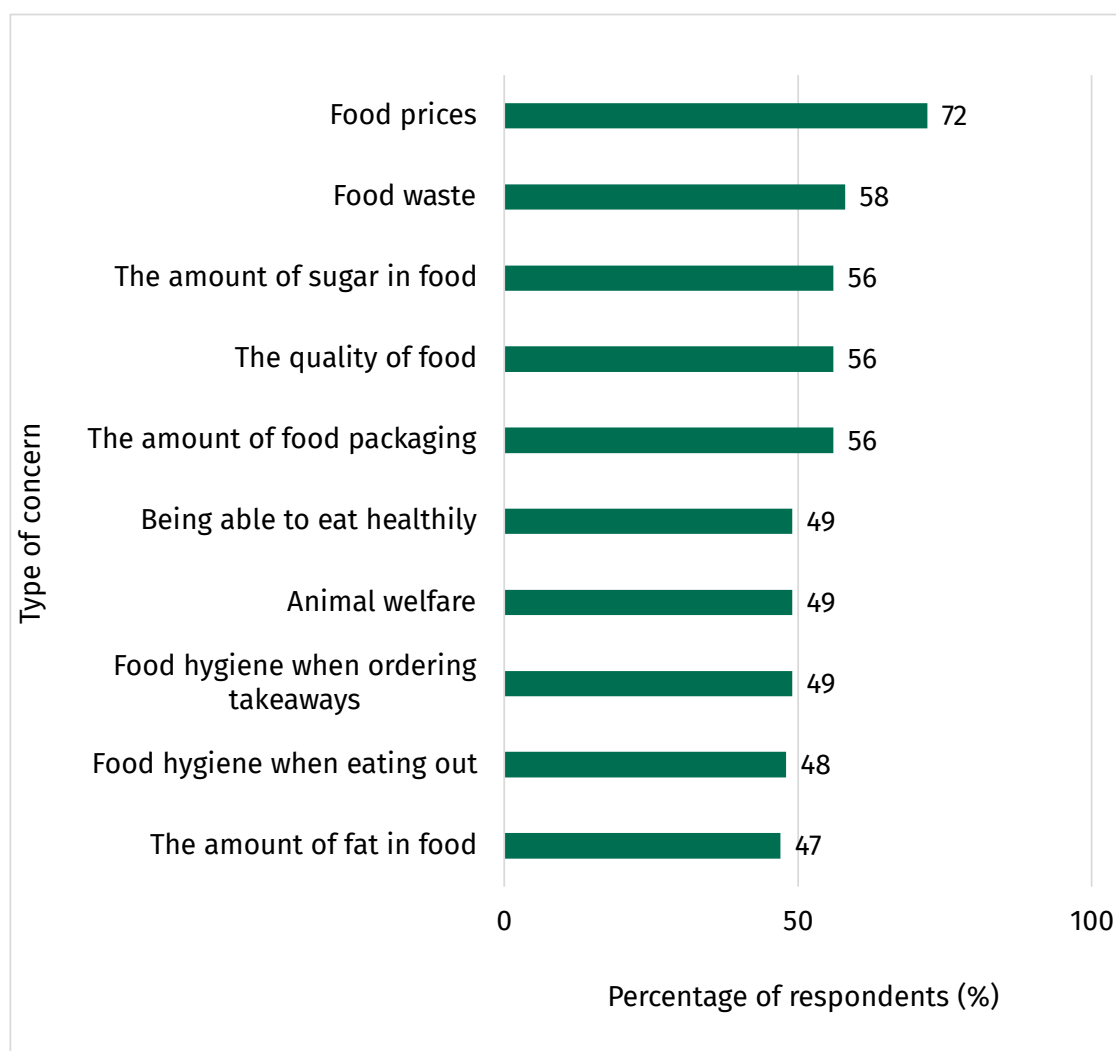 Food prices 72
Food waste 58
The amount of sugar in food 56
The quality of food 56
The amount of food packaging 56
Being able to eat healthily 49
Animal welfare 49
Food hygiene when ordering
takeaways 49
Food hygiene when eating out 48
The amount of fat in food 47
Type of concern
0 50 100
Percentage of respondents (%)